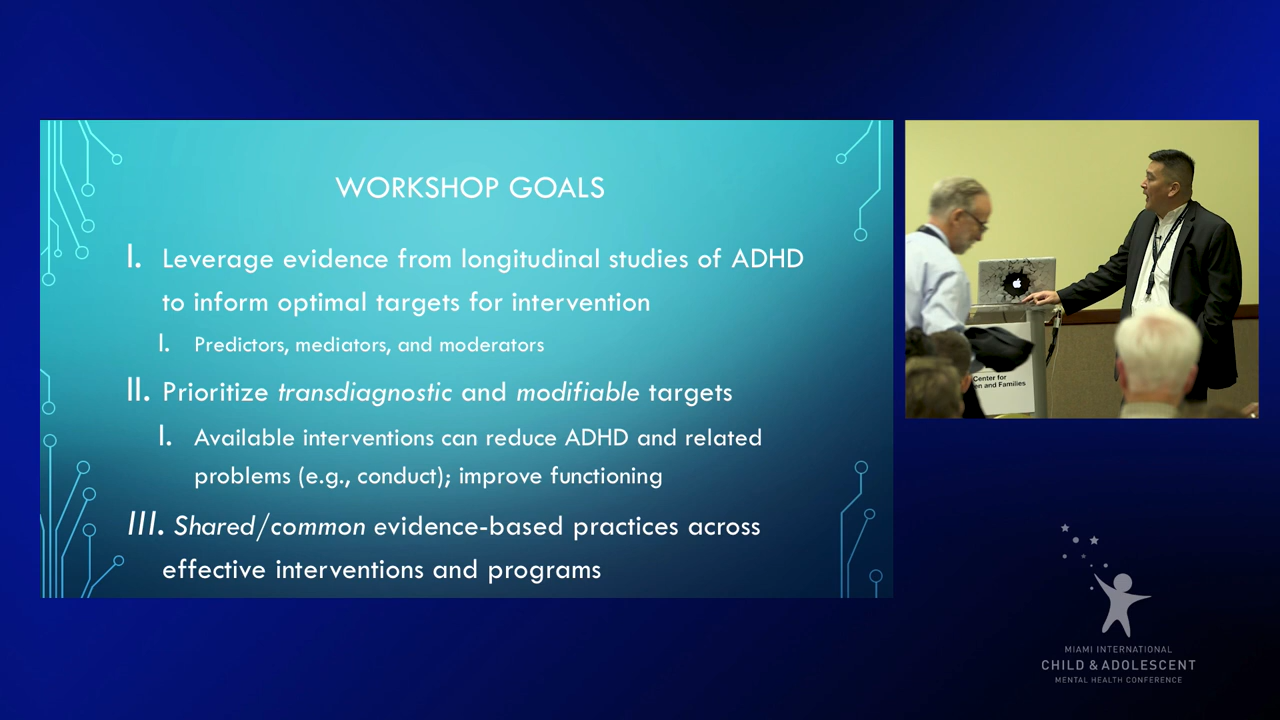 WORKSHOP GOALS
I. Leverage evidence from longitudinal studies of ADHD
to inform optimal targets for intervention
I. Predictors, mediators, and moderators
II. Prioritize transdiagnostic and modifiable targets
I. Available interventions can reduce ADHD and related
problems (e.g., conduct); improve functioning
III. Shared/common evidence-based practices across
effective interventions and programs
Center for
and Families
MIAMI INTERNATIONAL
CHILD & ADOLESCENT
MENTAL HEALTH CONFERENCE